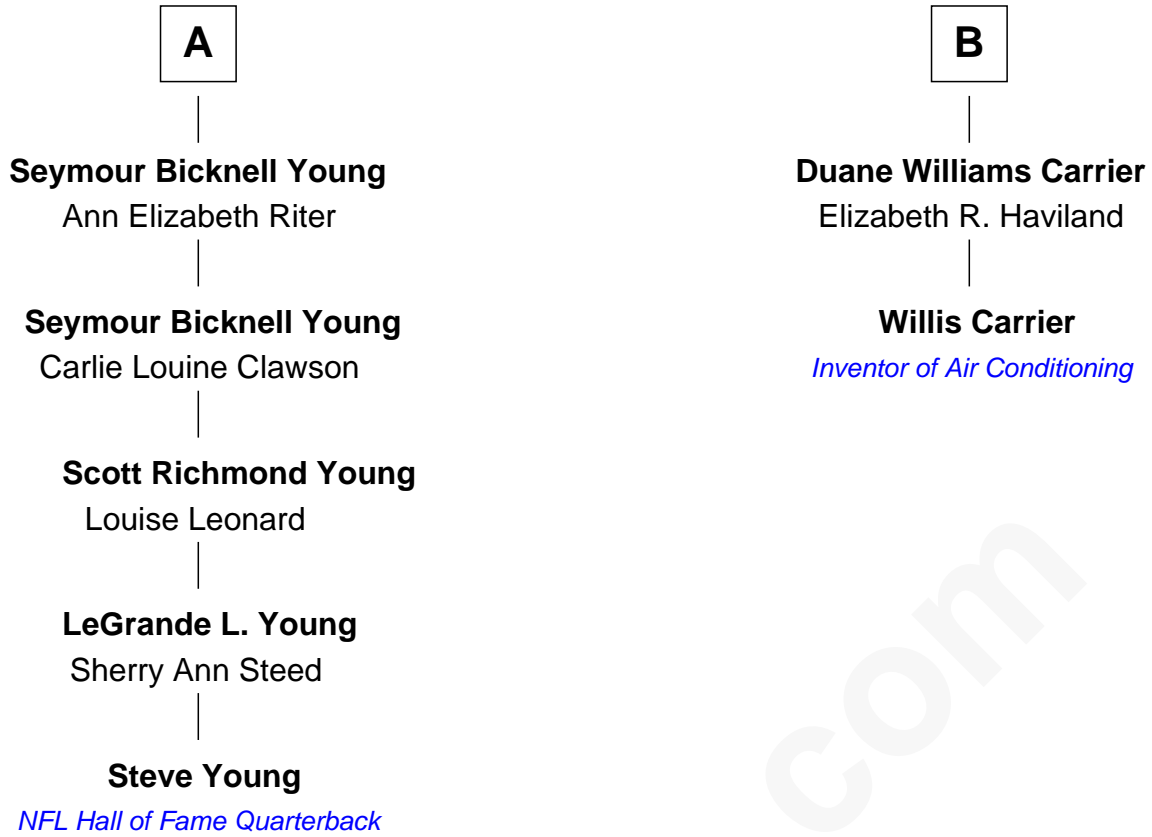 A
Seymour Bicknell Young
Ann Elizabeth Riter
Seymour Bicknell Young
Carlie Louine Clawson
Scott Richmond Young
Louise Leonard
LeGrande L. Young
Sherry Ann Steed
Steve Young
NFL Hall of Fame Quarterback
B
Duane Williams Carrier
Elizabeth R. Haviland
Willis Carrier
Inventor of Air Conditioning
com